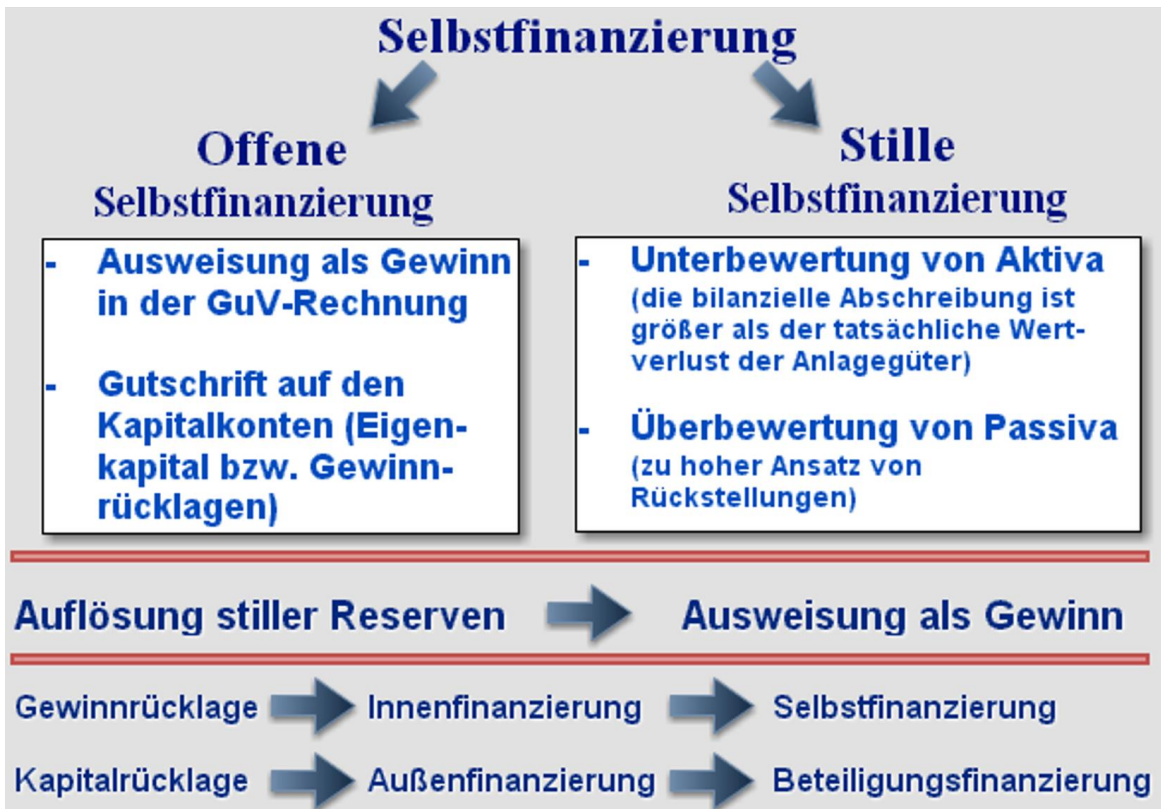 Selbstfinanzierung
Offene
Selbstfinanzierung
- Ausweisung als Gewinn
in der GuV-Rechnung
- Gutschrift auf den
Kapitalkonten (Eigen-
kapital bzw. Gewinn-
rücklagen)
Stille
Selbstfinanzierung
- Unterbewertung von Aktiva
(die bilanzielle Abschreibung ist
größer als der tatsächliche Wert-
verlust der Anlagegüter)
- Überbewertung von Passiva
(zu hoher Ansatz von
Rückstellungen)
Auflösung stiller Reserven Ausweisung als Gewinn
Gewinnrücklage Innenfinanzierung Selbstfinanzierung
Kapitalrücklage Außenfinanzierung Beteiligungsfinanzierung